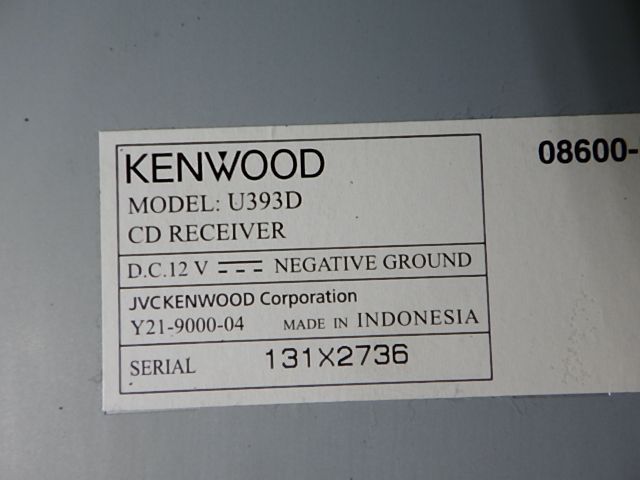 KENWOOD
MODEL: U393D
CD RECEIVER
D.C.12 V NEGATIVE GROUND
JVCKENWOOD Corporation
Y21-9000-04 MADE IN INDONESIA
SERIAL 131X2736
08600-